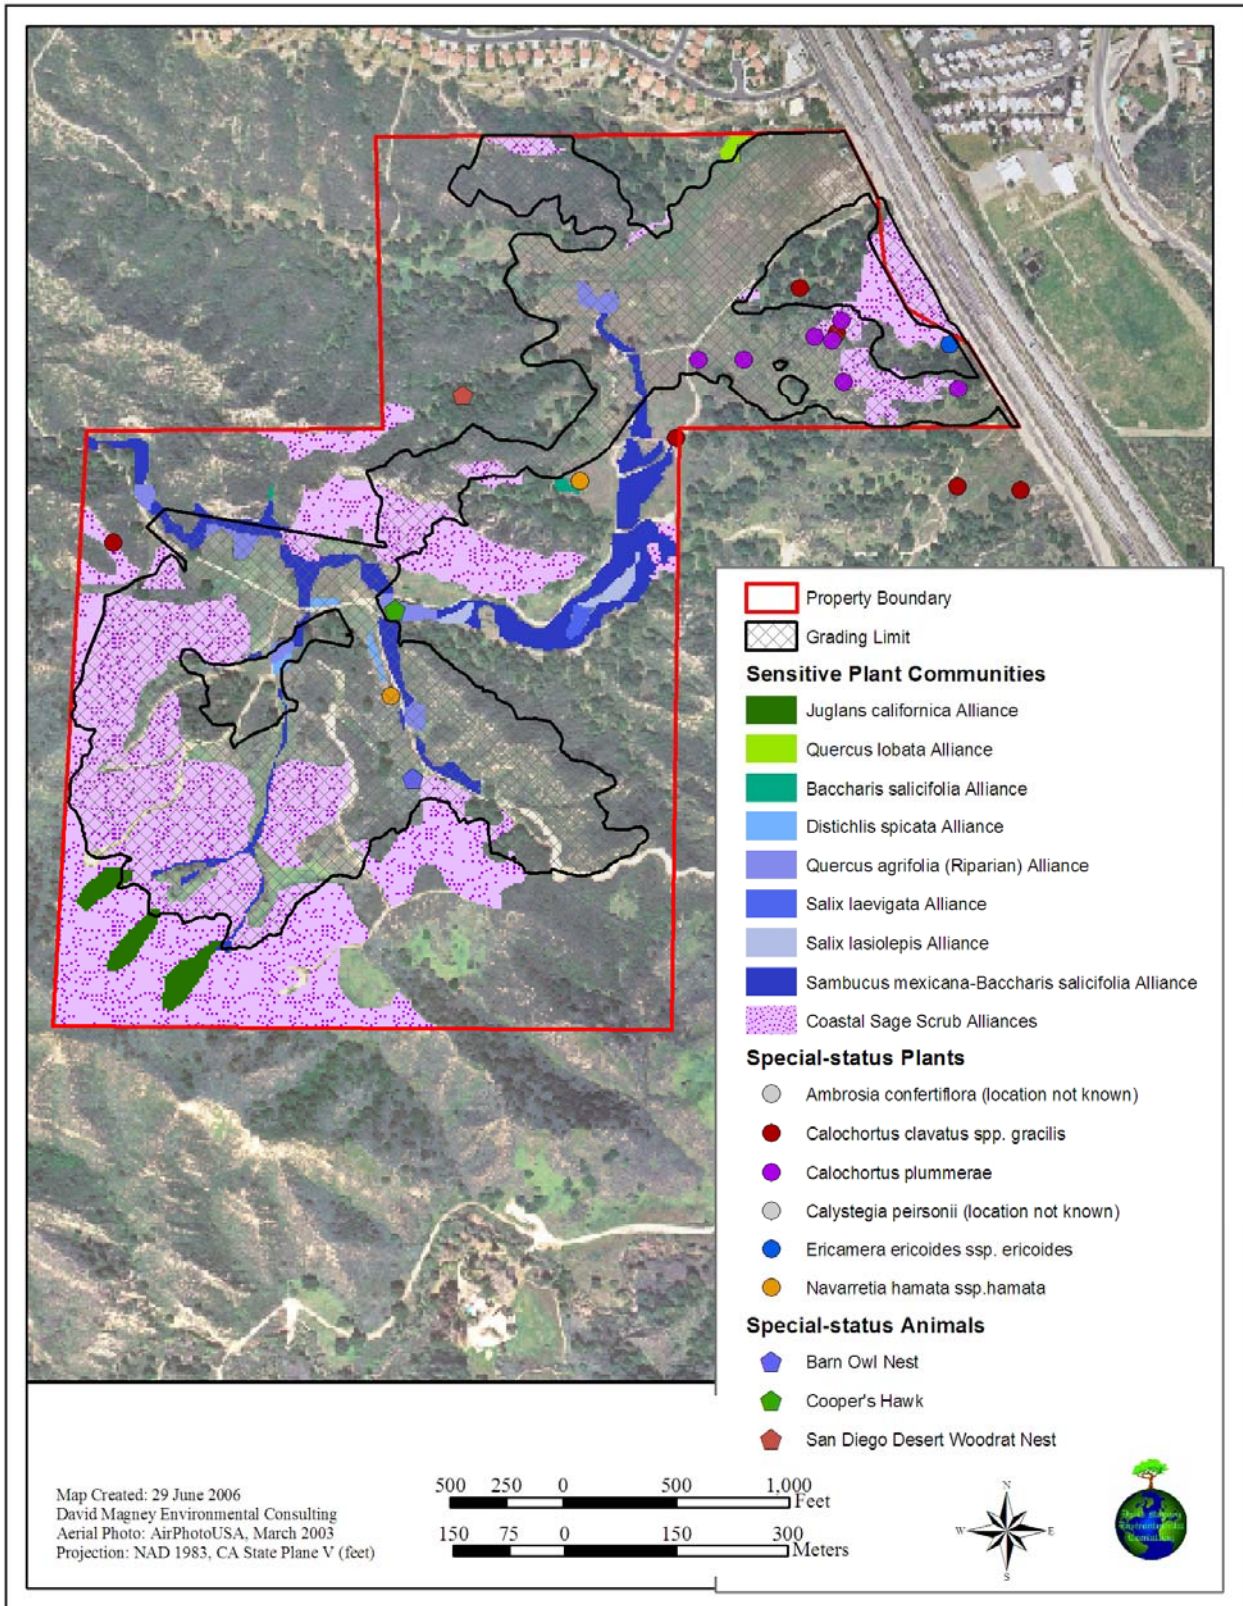 Property Boundary
Grading Limit
Sensitive Plant Communities
Juglans californica Alliance
Quercus lobata Alliance
Baccharis salicifolia Alliance
Distichlis spicata Alliance
Quercus agrifolia (Riparian) Alliance
Salix laevigata Alliance
Salix lasiolepis Alliance
Sambucus mexicana-Baccharis salicifolia Alliance
Coastal Sage Scrub Alliances
Special-status Plants
Ambrosia confertiflora (location not known)
Calochortus clavatus spp. gracilis
Calochortus plummerae
Calystegia peirsonii (location not known)
Ericamera ericoides ssp. ericoides
Navarretia hamata ssp.hamata
Special-status Animals
Barn Owl Nest
Cooper's Hawk
San Diego Desert Woodrat Nest
Map Created: 29 June 2006
David Magney Environmental Consulting
Aerial Photo: AirPhotoUSA, March 2003
Projection: NAD 1983, CA State Plane V (feet)
500 250 0 500 1,000
Feet
150 75 0 150 300
Meters
N
W E
S
David Magney
Environmental
Consulting